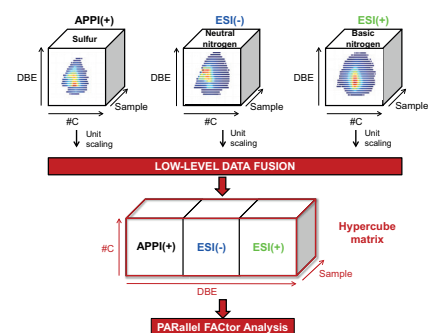 APPI(+) ESI(-) ESI(+)
Sulfur Neutral nitrogen Basic nitrogen
DBE DBE DBE
Sample Sample Sample
#C #C #C
Unit scaling Unit scaling Unit scaling
LOW-LEVEL DATA FUSION
Hypercube matrix
#C APPI(+) ESI(-) ESI(+)
Sample
DBE
PARallel FACtor Analysis